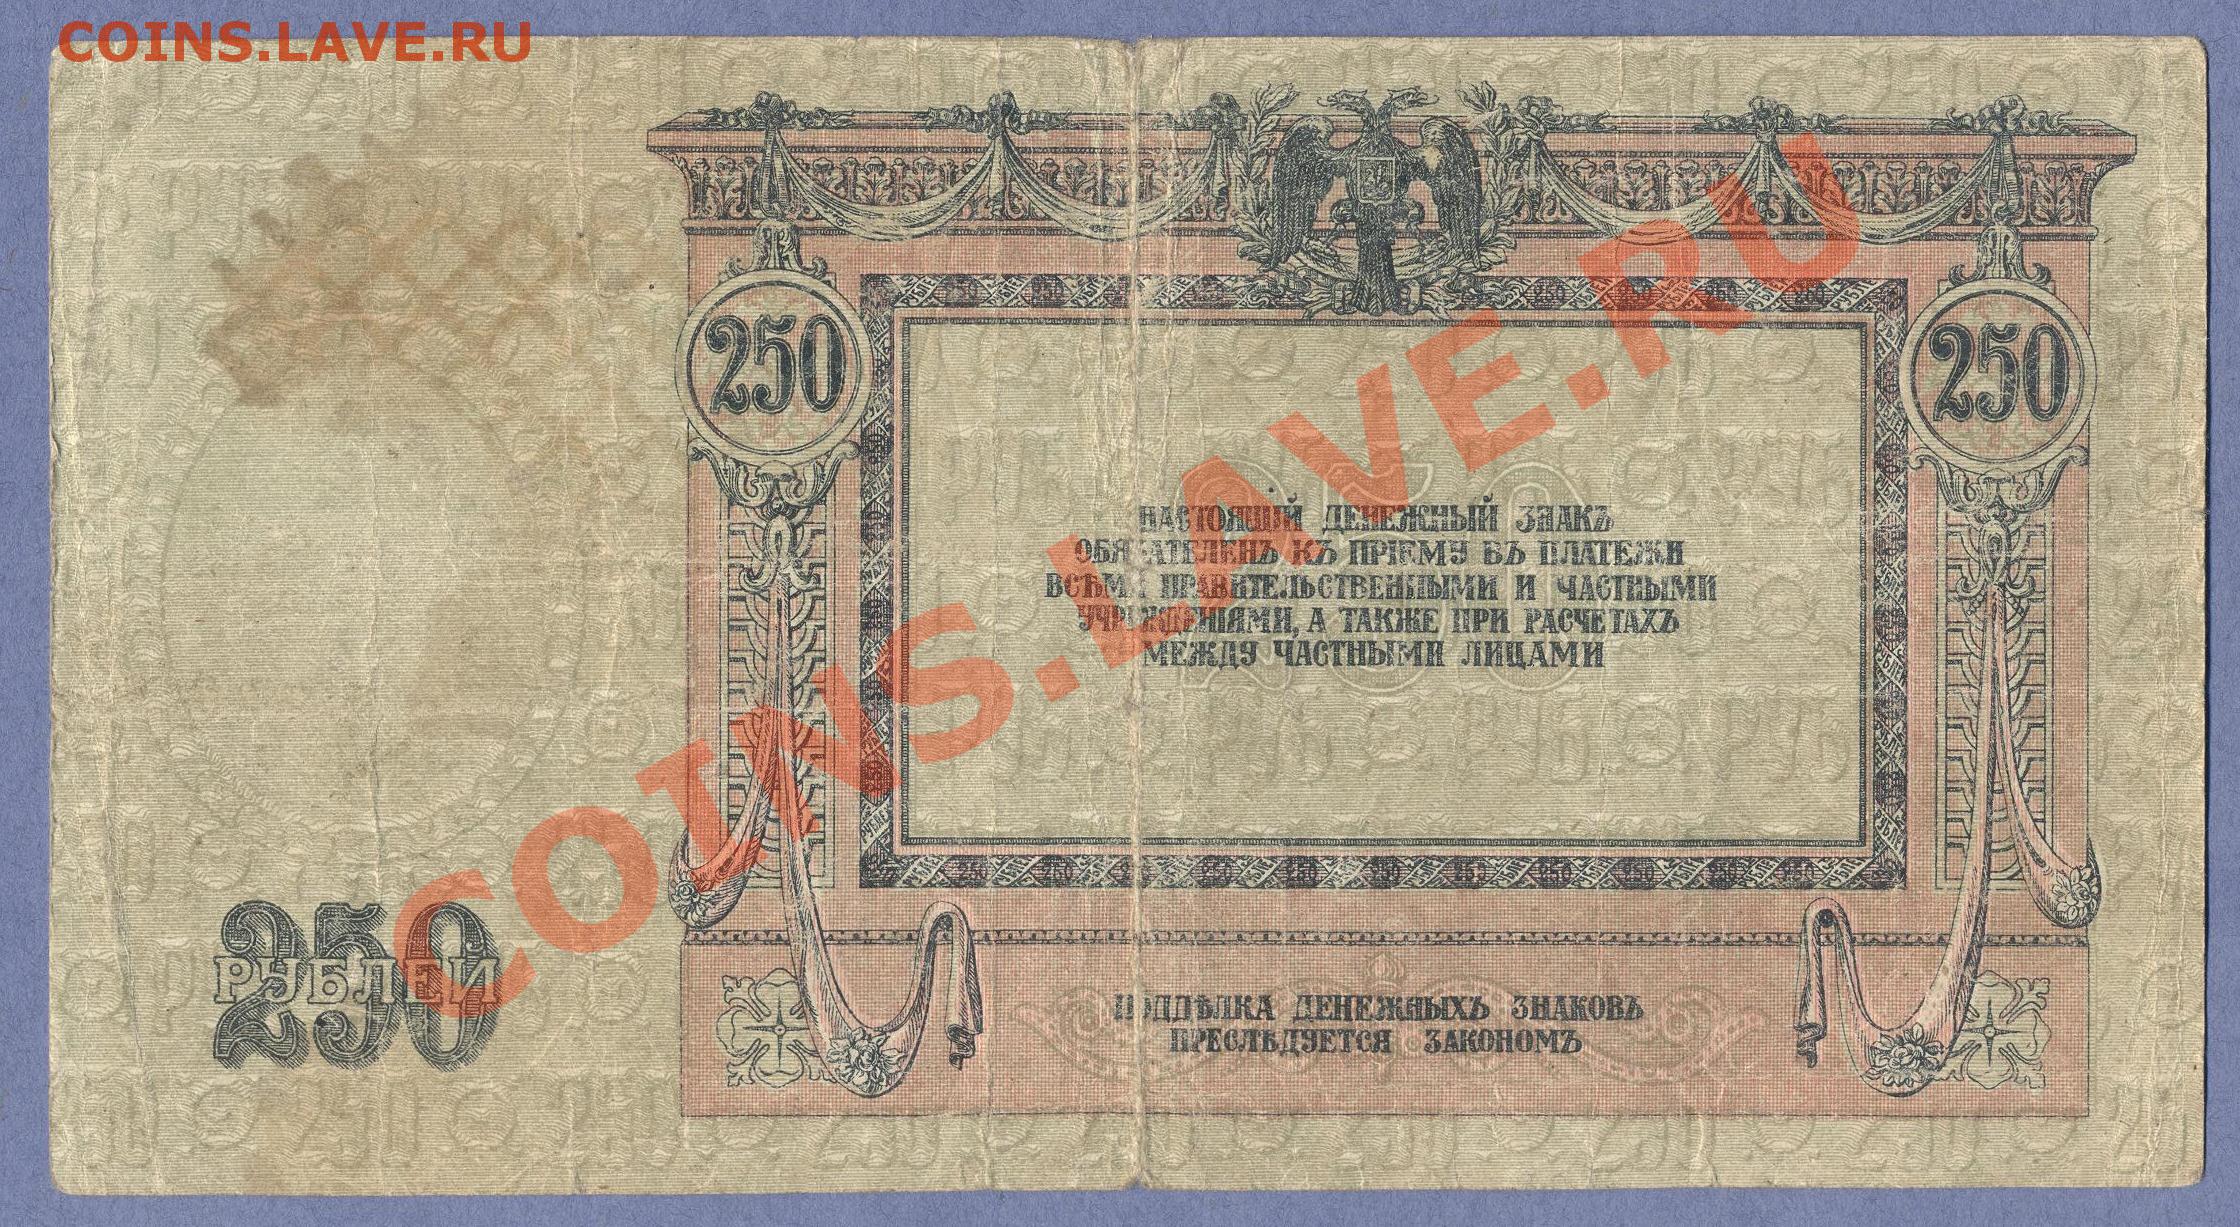 COINS.LAVE.RU
250
250
НАСТОЯЩІЙ ДЕНЕЖНЫЙ ЗНАКЪ
ОБЯЗАТЕЛЕНЪ КЪ ПРІЕМУ ВЪ ПЛАТЕЖИ
ВСѢМИ ПРАВИТЕЛЬСТВЕННЫМИ И ЧАСТНЫМИ
УЧРЕЖДЕНІЯМИ, А ТАКЖЕ ПРИ РАСЧЕТАХЪ
МЕЖДУ ЧАСТНЫМИ ЛИЦАМИ
COINS.LAVE.RU
250
РУБЛЕЙ
ПОДДѢЛКА ДЕНЕЖНЫХЪ ЗНАКОВЪ
ПРЕСЛѢДУЕТСЯ ЗАКОНОМЪ